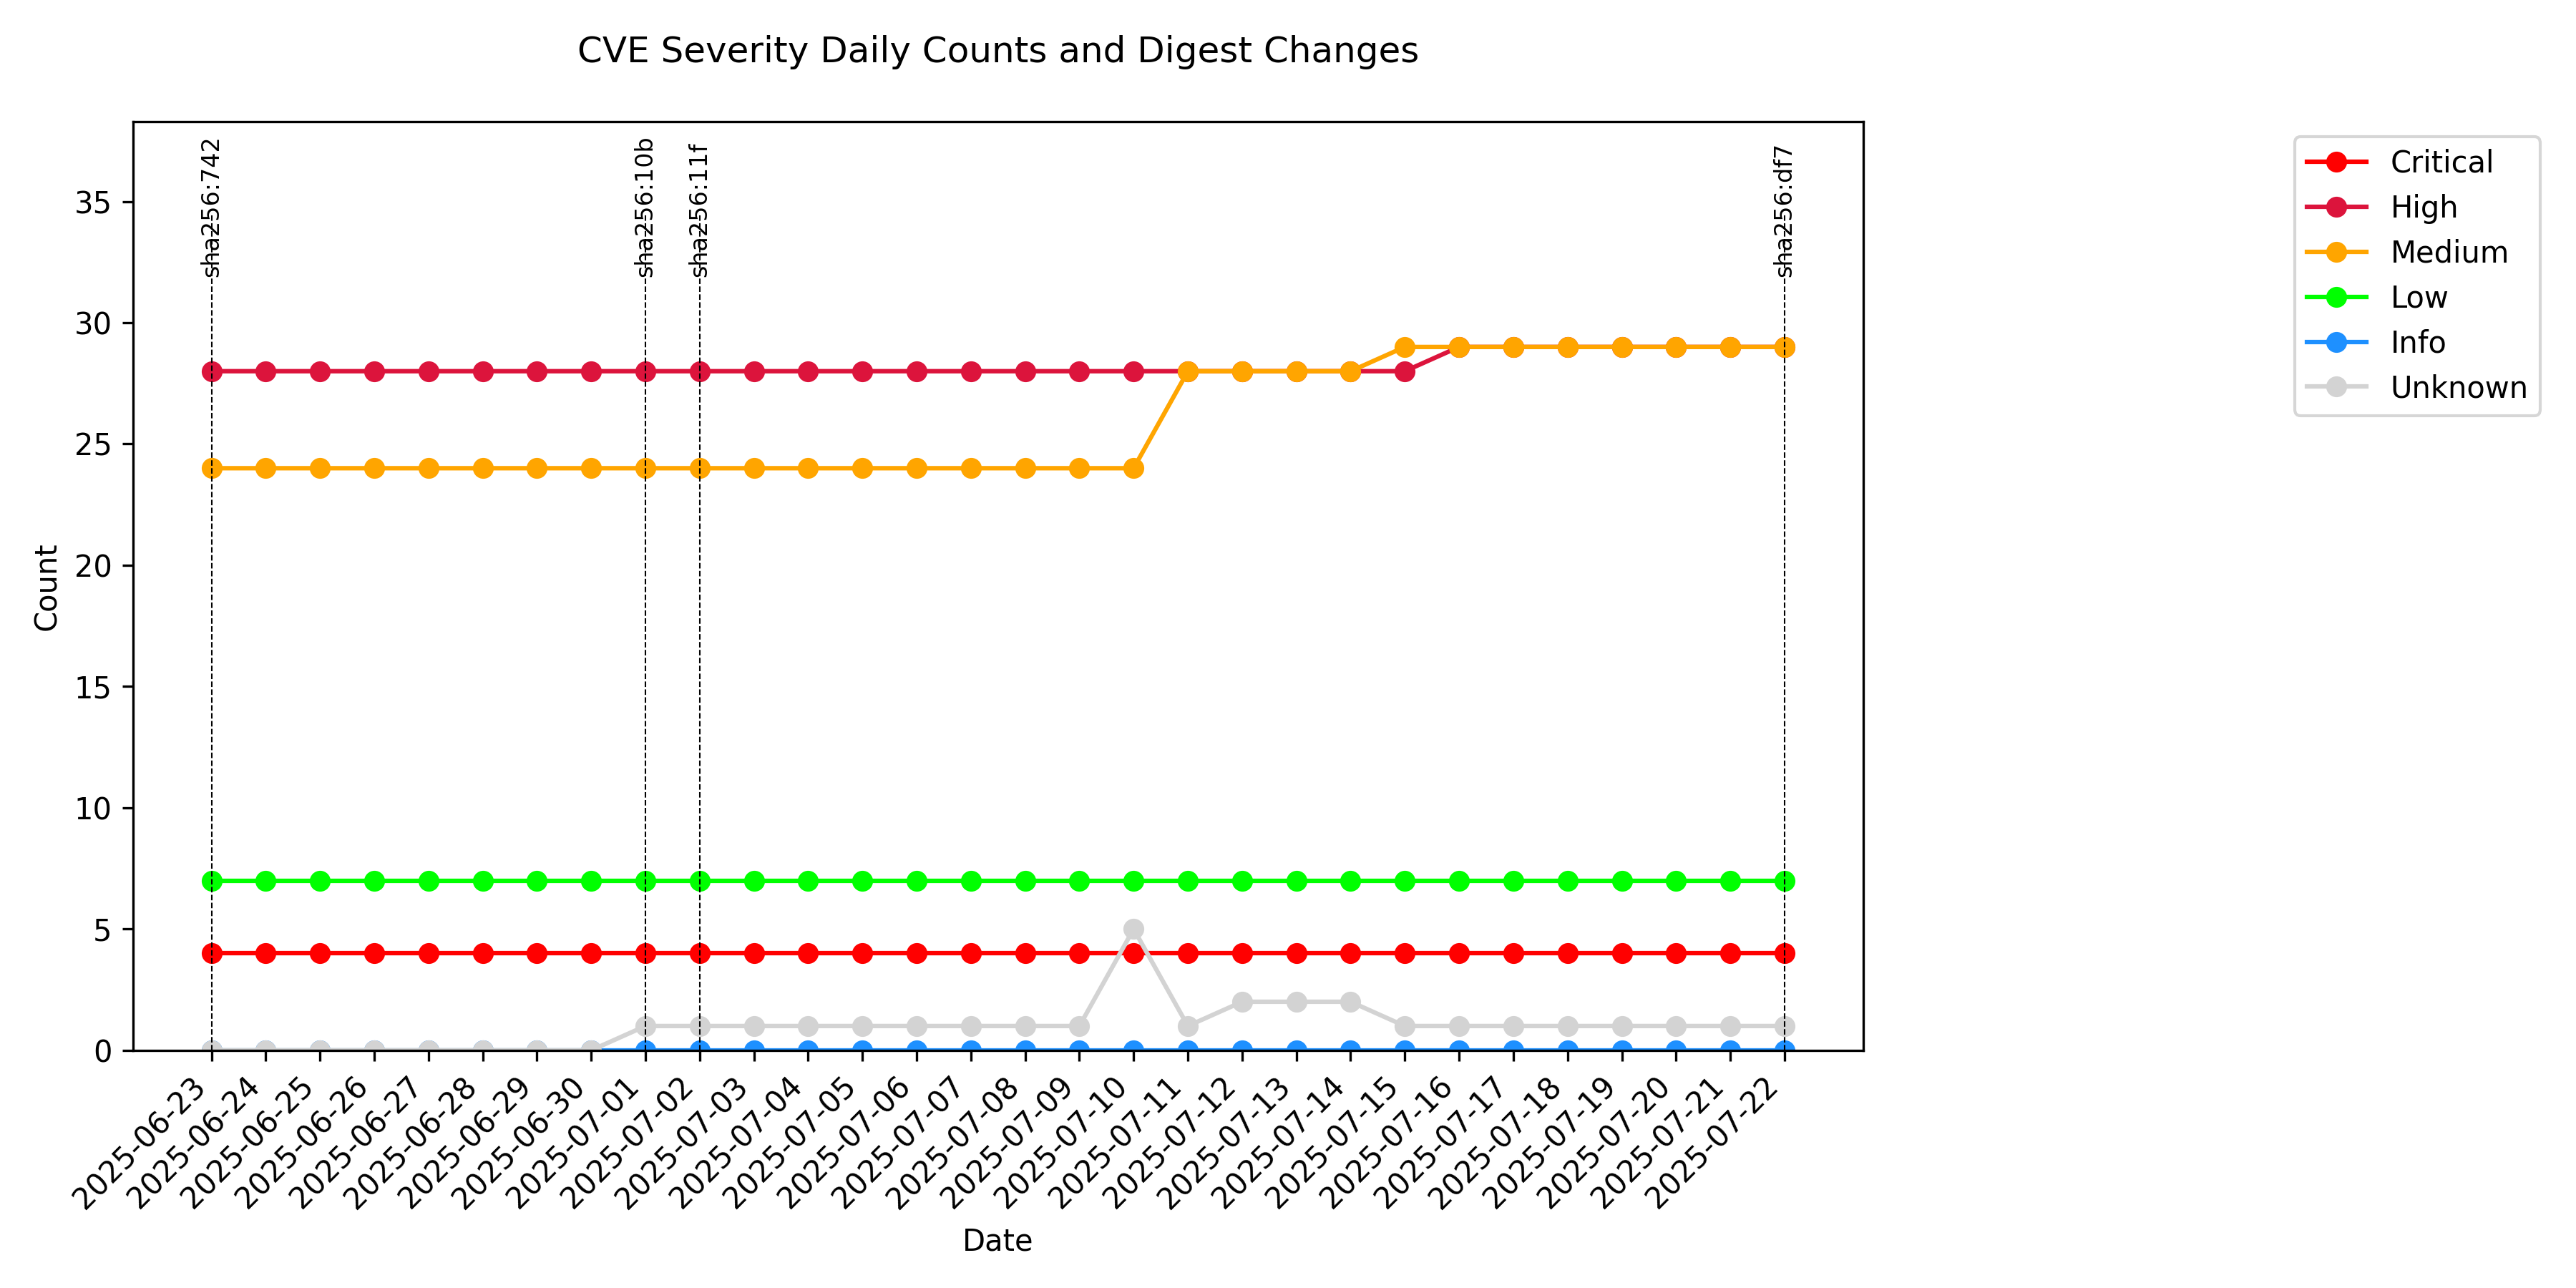 CVE Severity Daily Counts and Digest Changes
sha256:742
sha256:10b
sha256:11f
sha256:df7
Critical
High
Medium
Low
Info
Unknown
35
30
25
20
15
10
5
0
Count
2025-06-23
2025-06-24
2025-06-25
2025-06-26
2025-06-27
2025-06-28
2025-06-29
2025-06-30
2025-07-01
2025-07-02
2025-07-03
2025-07-04
2025-07-05
2025-07-06
2025-07-07
2025-07-08
2025-07-09
2025-07-10
2025-07-11
2025-07-12
2025-07-13
2025-07-14
2025-07-15
2025-07-16
2025-07-17
2025-07-18
2025-07-19
2025-07-20
2025-07-21
2025-07-22
Date